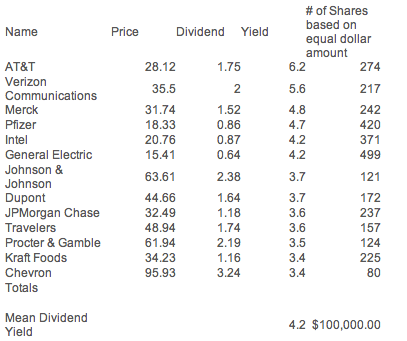 Name Price Dividend Yield # of Shares based on equal dollar amount
AT&T 28.12 1.75 6.2 274
Verizon Communications 35.5 2 5.6 217
Merck 31.74 1.52 4.8 242
Pfizer 18.33 0.86 4.7 420
Intel 20.76 0.87 4.2 371
General Electric 15.41 0.64 4.2 499
Johnson & Johnson 63.61 2.38 3.7 121
Dupont 44.66 1.64 3.7 172
JPMorgan Chase 32.49 1.18 3.6 237
Travelers 48.94 1.74 3.6 157
Procter & Gamble 61.94 2.19 3.5 124
Kraft Foods 34.23 1.16 3.4 225
Chevron 95.93 3.24 3.4 80
Totals
Mean Dividend Yield 4.2 $100,000.00